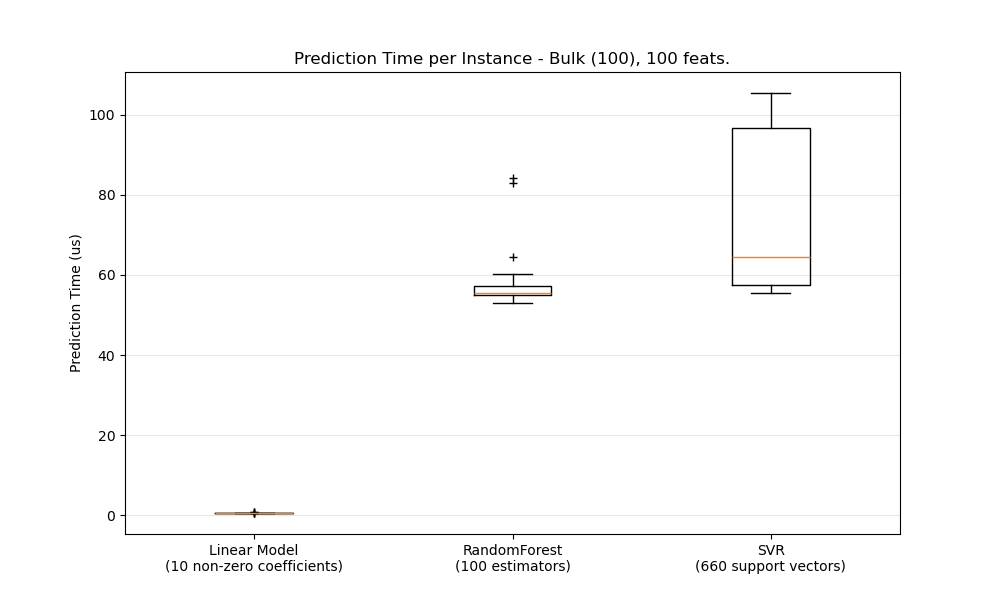 Prediction Time per Instance - Bulk (100), 100 feats.
100
80
60
40
20
0
Prediction Time (us)
Linear Model
(10 non-zero coefficients)
RandomForest
(100 estimators)
SVR
(660 support vectors)